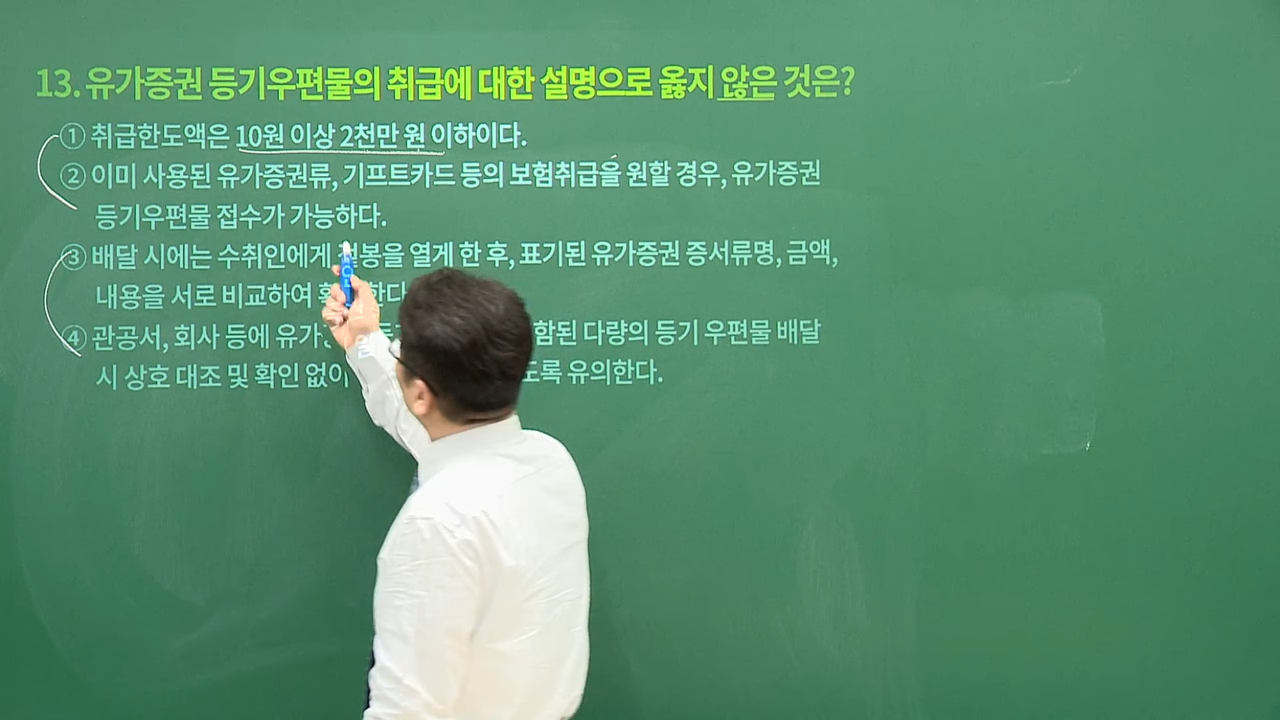 13. 유가증권 등기우편물의 취급에 대한 설명으로 옳지 않은 것은?
① 취급한도액은 10원 이상 2천만 원 이하이다.
② 이미 사용된 유가증권류, 기프트카드 등의 보험취급을 원할 경우, 유가증권
등기우편물 접수가 가능하다.
③ 배달 시에는 수취인에게 열게 한 후, 표기된 유가증권 증서류명, 금액,
내용을 서로 비교하여
④ 관공서, 회사 등에 다량의 등기 우편물 배달
시 상호 대조 및 확인 없이 유의한다.